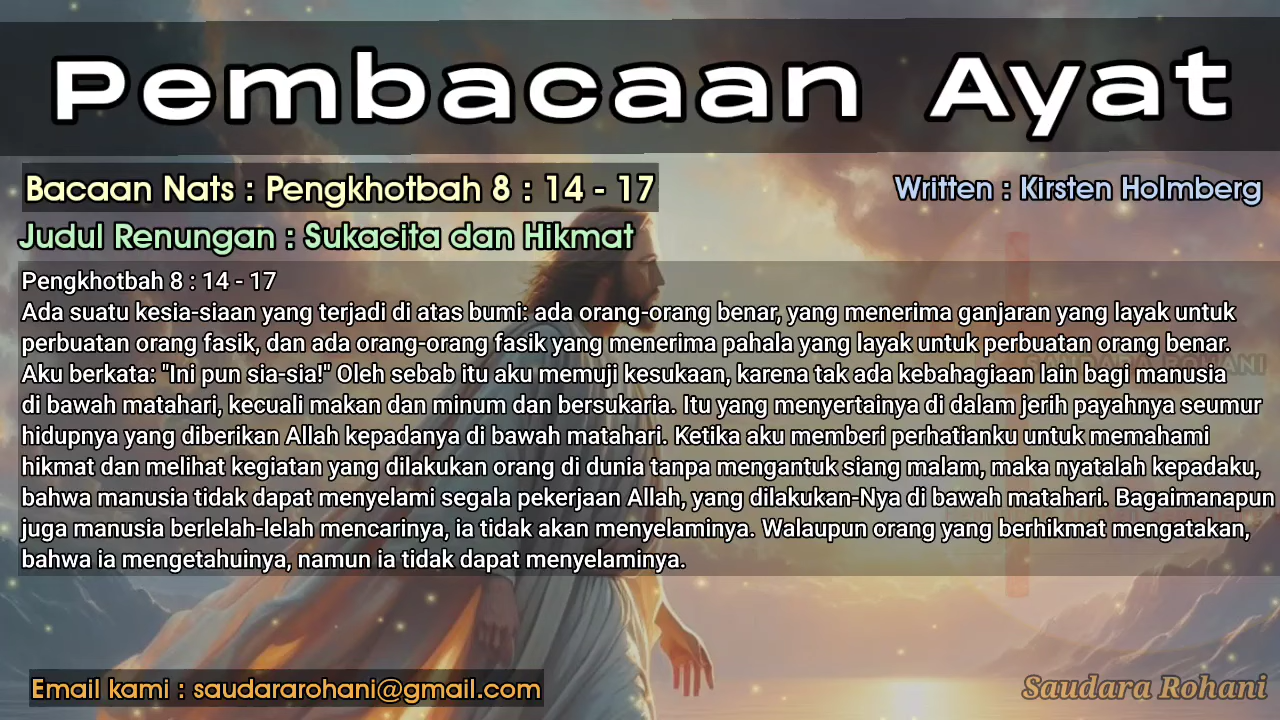 Pembacaan Ayat
Bacaan Nats : Pengkhotbah 8 : 14 - 17
Written : Kirsten Holmberg
Judul Renungan : Sukacita dan Hikmat
Pengkhotbah 8 : 14 - 17
Ada suatu kesia-siaan yang terjadi di atas bumi: ada orang-orang benar, yang menerima ganjaran yang layak untuk
perbuatan orang fasik, dan ada orang-orang fasik yang menerima pahala yang layak untuk perbuatan orang benar.
Aku berkata: "Ini pun sia-sia!" Oleh sebab itu aku memuji kesukaan, karena tak ada kebahagiaan lain bagi manusia
di bawah matahari, kecuali makan dan minum dan bersukaria. Itu yang menyertainya di dalam jerih payahnya seumur
hidupnya yang diberikan Allah kepadanya di bawah matahari. Ketika aku memberi perhatianku untuk memahami
hikmat dan melihat kegiatan yang dilakukan orang di dunia tanpa mengantuk siang malam, maka nyatalah kepadaku,
bahwa manusia tidak dapat menyelami segala pekerjaan Allah, yang dilakukan-Nya di bawah matahari. Bagaimanapun
juga manusia berlelah-lelah mencarinya, ia tidak akan menyelaminya. Walaupun orang yang berhikmat mengatakan,
bahwa ia mengetahuinya, namun ia tidak dapat menyelaminya.
SAUDARA ROHANI
Email kami : saudararohani@gmail.com
Saudara Rohani